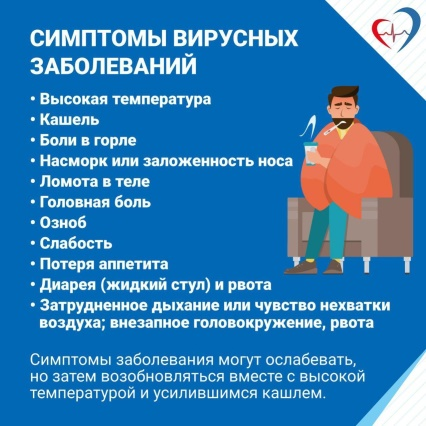 СИМПТОМЫ ВИРУСНЫХ
ЗАБОЛЕВАНИЙ
• Высокая температура
• Кашель
• Боли в горле
• Насморк или заложенность носа
• Ломота в теле
• Головная боль
• Озноб
• Слабость
• Потеря аппетита
• Диарея (жидкий стул) и рвота
• Затрудненное дыхание или чувство нехватки
воздуха; внезапное головокружение, рвота
Симптомы заболевания могут ослабевать,
но затем возобновляться вместе с высокой
температурой и усилившимся кашлем.